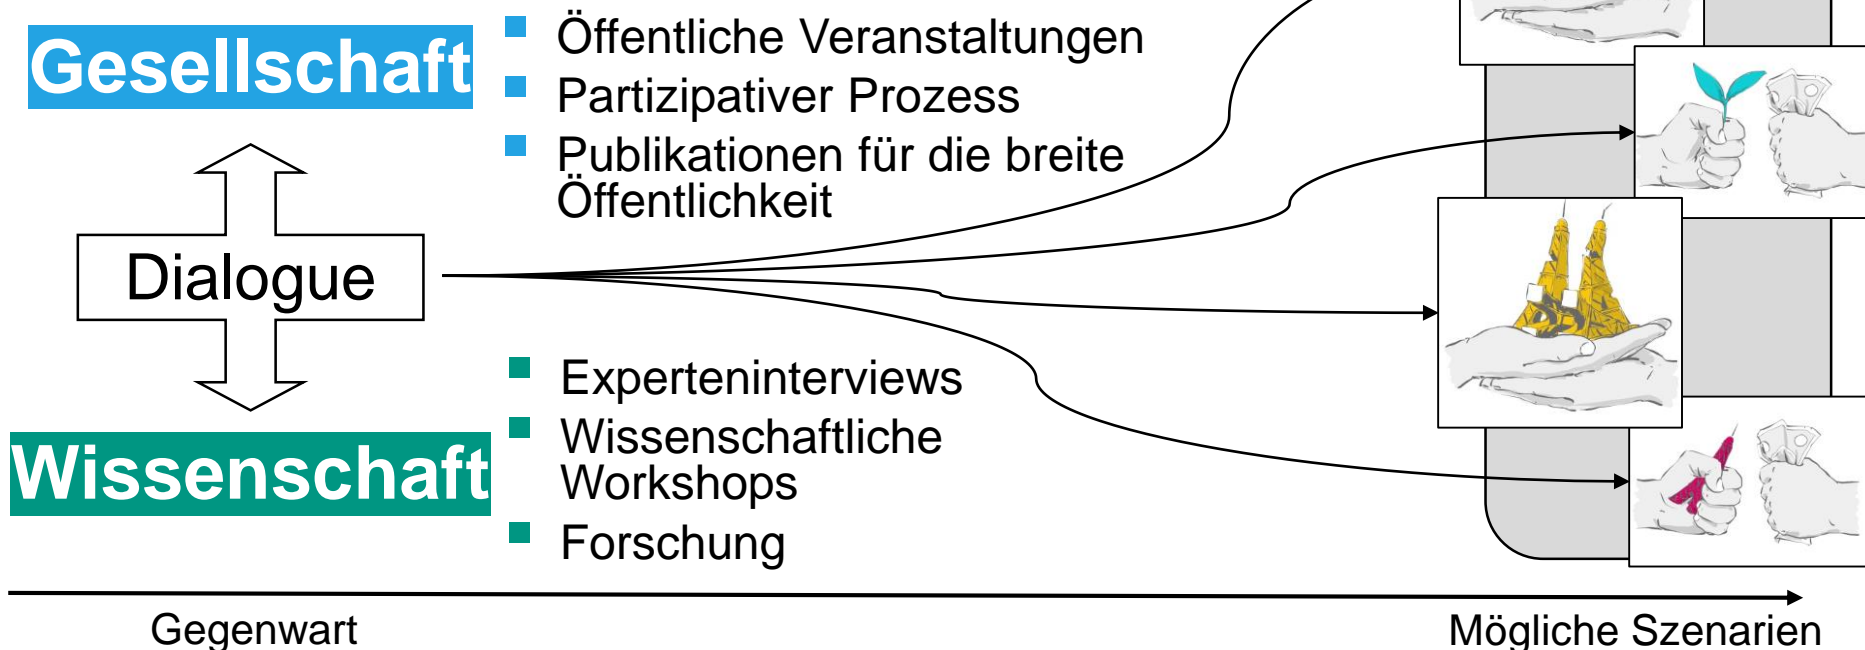 Gesellschaft
Öffentliche Veranstaltungen
Partizipativer Prozess
Publikationen für die breite
Öffentlichkeit
Dialogue
Wissenschaft
Experteninterviews
Wissenschaftliche
Workshops
Forschung
Gegenwart
Mögliche Szenarien